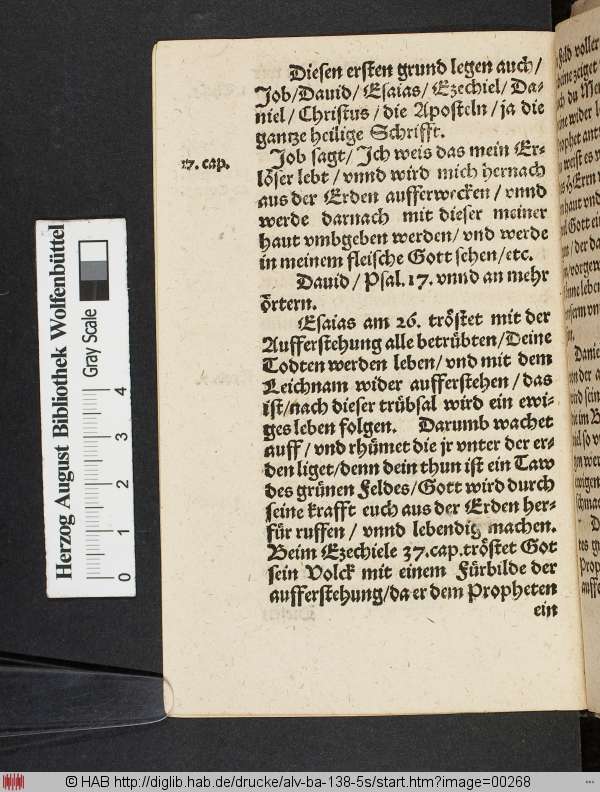 Diesen ersten grund legen auch/
Job/Dauid/ Esaias/ Ezechiel/ Da-
niel/ Christus/ die Aposteln/ ja die
gantze heilige Schrifft.
17. cap.
Job sagt/ Ich weis das mein Er-
löser lebt/ vnnd wird mich hernach
aus der Erden aufferwecken/ vnnd
werde darnach mit dieser meiner
haut vmbgeben werden/ vnd werde
in meinem fleische Gott sehen/etc.
Dauid/ Psal. 17. vnnd an mehr
örtern.
Esaias am 26. tröstet mit der
Aufferstehung alle betrübten/Deine
Todten werden leben/ vnd mit dem
Leichnam wider aufferstehen/ das
ist/nach dieser trübsal wird ein ewi-
ges leben folgen. Darumb wachet
auff/ vnd rhümet die jr vnter der er-
den liget/denn dein thun ist ein Taw
des grünen Feldes/Gott wird durch
seine krafft euch aus der Erden her-
für ruffen/ vnnd lebendig machen.
Beim Ezechiele 37.cap.tröstet Got
sein Volck mit einem Fürbilde der
aufferstehung/da er dem Propheten
ein
Herzog August Bibliothek Wolfenbüttel
Gray Scale
0 1 2 3 4
© HAB http://diglib.hab.de/drucke/alv-ba-138-5s/start.htm?image=00268